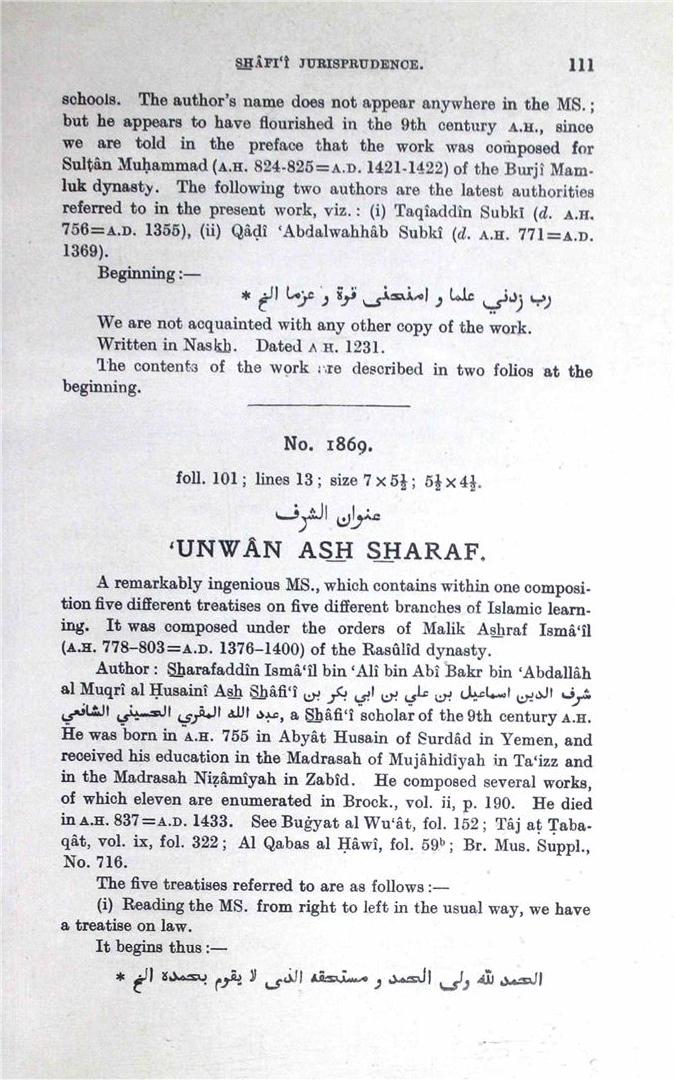 SHÂFI‘Î JURISPRUDENCE. 111
schools. The author's name does not appear anywhere in the MS. ;
but he appears to have flourished in the 9th century A.H., since
we are told in the preface that the work was composed for
Sulṭân Muḥammad (A.H. 824-825=A.D. 1421-1422) of the Burjî Mam-
luk dynasty. The following two authors are the latest authorities
referred to in the present work, viz. : (i) Taqîaddîn Subkî (d. A.H.
756=A.D. 1355), (ii) Qâḍî ‘Abdalwahhâb Subkî (d. A.H. 771=A.D.
1369).
Beginning :—
رب زدني علما و امنحنى قوة و عزما الخ *
We are not acquainted with any other copy of the work.
Written in Naskh. Dated A H. 1231.
The contents of the work are described in two folios at the
beginning.
No. 1869.
foll. 101 ; lines 13 ; size 7 × 5½ ; 5½ × 4½.
عنوان الشرف
‘UNWÂN ASH SHARAF.
A remarkably ingenious MS., which contains within one composi-
tion five different treatises on five different branches of Islamic learn-
ing. It was composed under the orders of Malik Ashraf Ismâ‘îl
(A.H. 778-803=A.D. 1376-1400) of the Rasûlîd dynasty.
Author : Sharafaddîn Ismâ‘îl bin ‘Alî bin Abî Bakr bin ‘Abdallâh
al Muqrî al Ḥusainî Ash Shâfi‘î شرف الدين اسماعيل بن علي بن ابي بكر بن
عبد الله المقري الحسيني الشافعي, a Shâfi‘î scholar of the 9th century A.H.
He was born in A.H. 755 in Abyât Husain of Surdâd in Yemen, and
received his education in the Madrasah of Mujâhidîyah in Ta‘izz and
in the Madrasah Niẓâmîyah in Zabîd. He composed several works,
of which eleven are enumerated in Brock., vol. ii, p. 190. He died
in A.H. 837=A.D. 1433. See Buġyat al Wu‘ât, fol. 152 ; Tâj aṭ Ṭaba-
qât, vol. ix, fol. 322 ; Al Qabas al Ḥâwî, fol. 59ᵇ ; Br. Mus. Suppl.,
No. 716.
The five treatises referred to are as follows :—
(i) Reading the MS. from right to left in the usual way, we have
a treatise on law.
It begins thus :—
الحمد لله ولى الحمد و مستحقه الذى لا يقوم بحمده الخ *